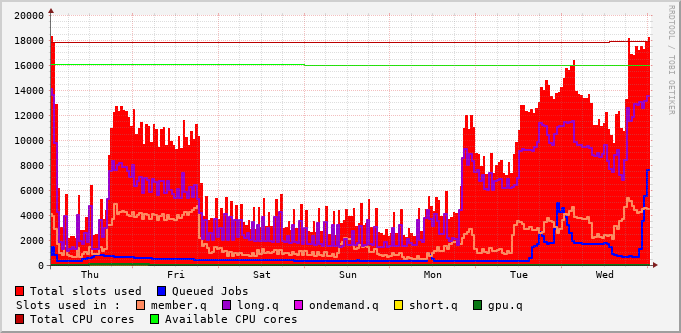 20000
18000
16000
14000
12000
10000
8000
6000
4000
2000
0
Thu Fri Sat Sun Mon Tue Wed
RRDTOOL / TOBI OETIKER
Total slots used Queued Jobs
Slots used in : member.q long.q ondemand.q short.q gpu.q
Total CPU cores Available CPU cores